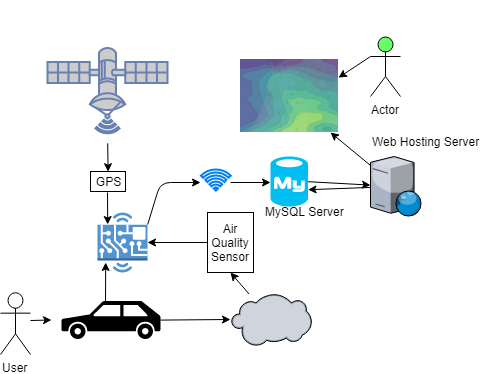 Actor
Web Hosting Server
GPS
My
MySQL Server
Air
Quality
Sensor
User